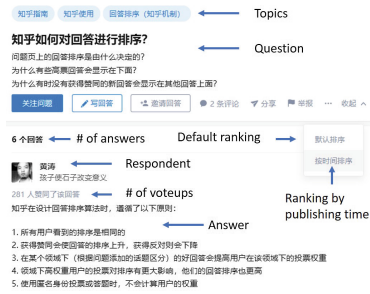 知乎指南 知乎使用 回答排序（知乎机制） Topics
知乎如何对回答进行排序？
Question
问题页上的回答排序是由什么决定的？
为什么有些高票回答会显示在下面？
为什么有时没有获得赞同的新回答会显示在其他回答上面？
关注问题 写回答 邀请回答 2 条评论 分享 举报 ··· 收起
6 个回答 # of answers Default ranking 默认排序
按时间排序
黄涛 Respondent
孩子便石子改变意义
281 人赞同了该回答 # of voteups Ranking by
publishing time
知乎在设计回答排序算法时，遵循了以下原则：
Answer
1. 所有用户看到的排序是相同的
2. 获得赞同会使回答的排序上升，获得反对则会下降
3. 在某个领域下（根据问题添加的话题区分）的好回答会提高用户在该领域下的投票权重
4. 领域下高权重用户的投票对排序有更大影响，他们的回答排序也更高
5. 使用匿名身份投票或答题时，不会计算用户的权重